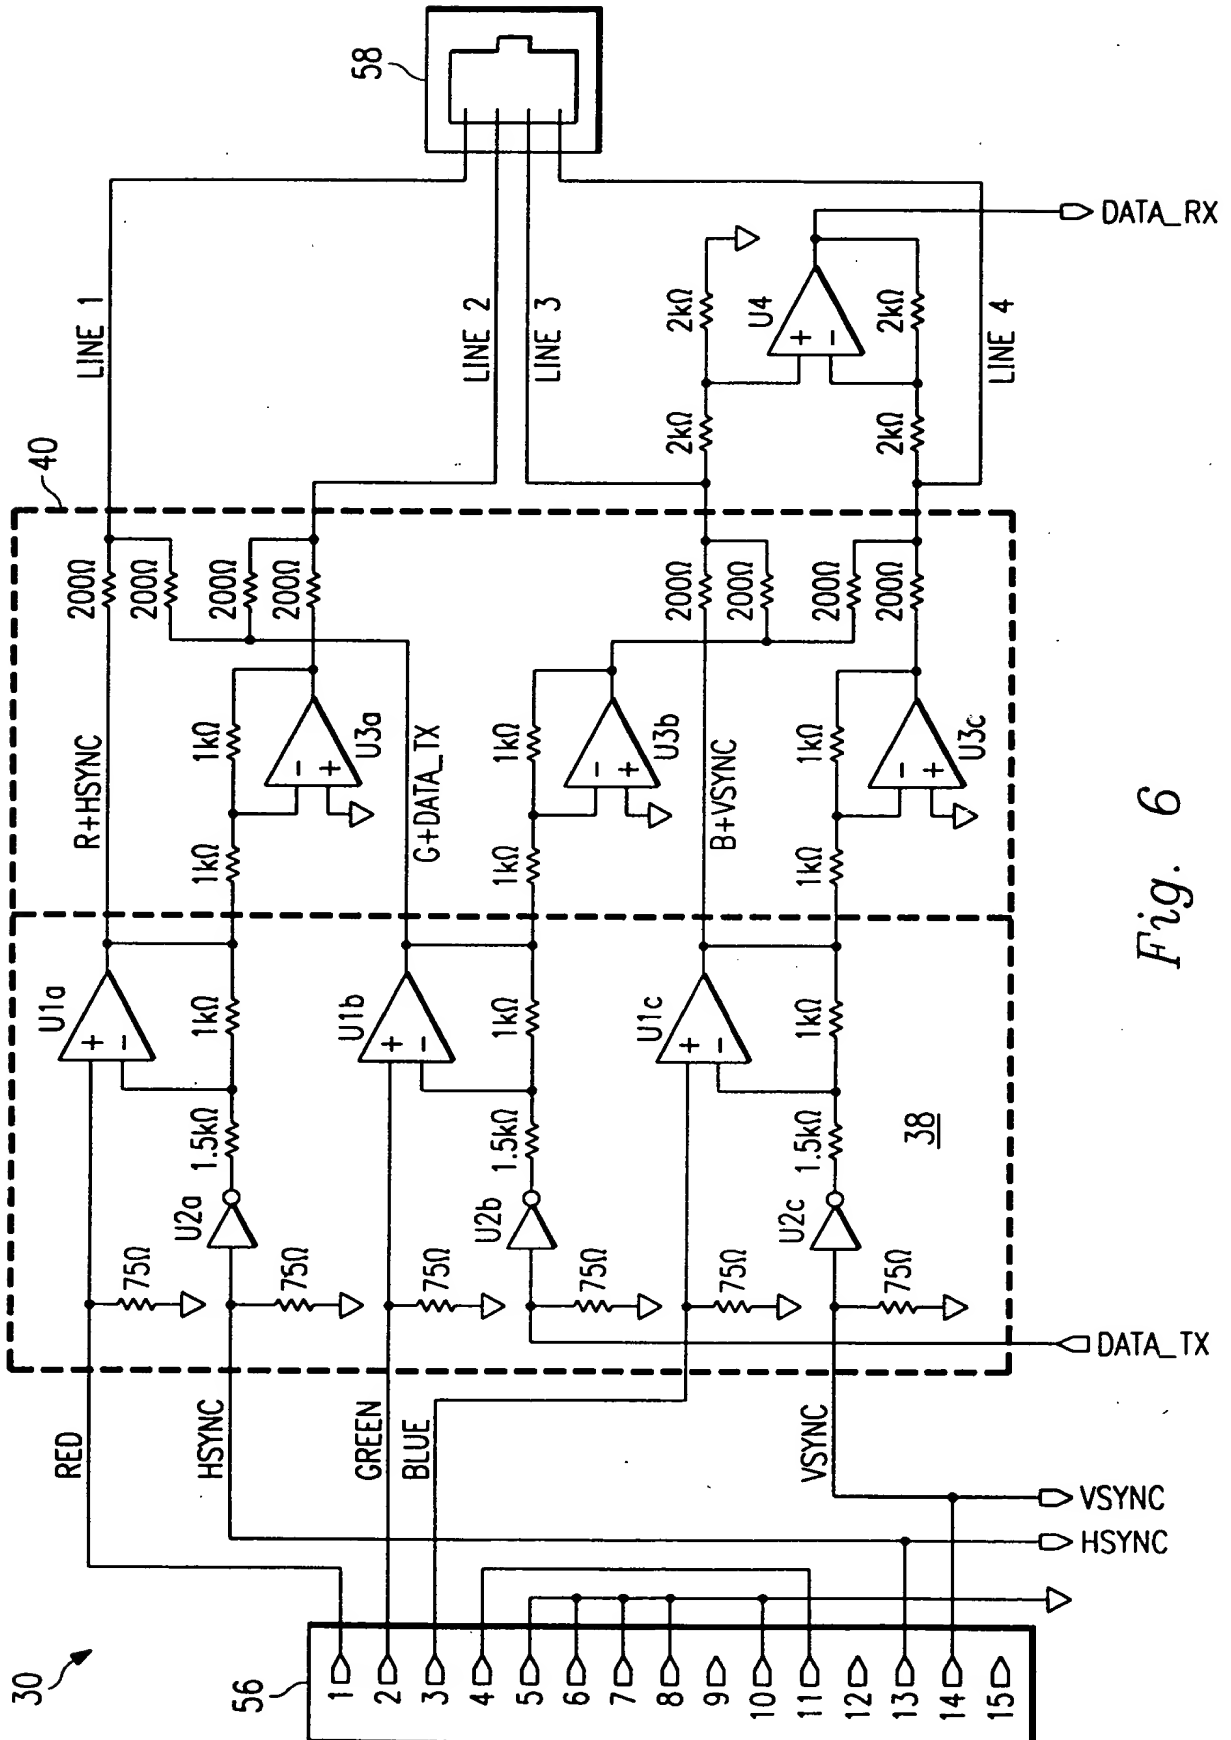 30
56
1
2
3
4
5
6
7
8
9
10
11
12
13
14
15
RED
HSYNC
GREEN
BLUE
VSYNC
VSYNC
HSYNC
DATA_TX
75Ω
75Ω
75Ω
75Ω
75Ω
75Ω
U2a
U2b
U2c
1.5kΩ
1.5kΩ
1.5kΩ
38
U1a
+
−
U1b
+
−
U1c
+
−
1kΩ
1kΩ
1kΩ
1kΩ
1kΩ
1kΩ
R+HSYNC
G+DATA_TX
B+VSYNC
1kΩ
1kΩ
1kΩ
−
+
U3a
−
+
U3b
−
+
U3c
200Ω
200Ω
200Ω
200Ω
200Ω
200Ω
200Ω
200Ω
40
LINE 1
LINE 2
LINE 3
LINE 4
2kΩ
2kΩ
2kΩ
2kΩ
U4
+
−
DATA_RX
58
Fig. 6